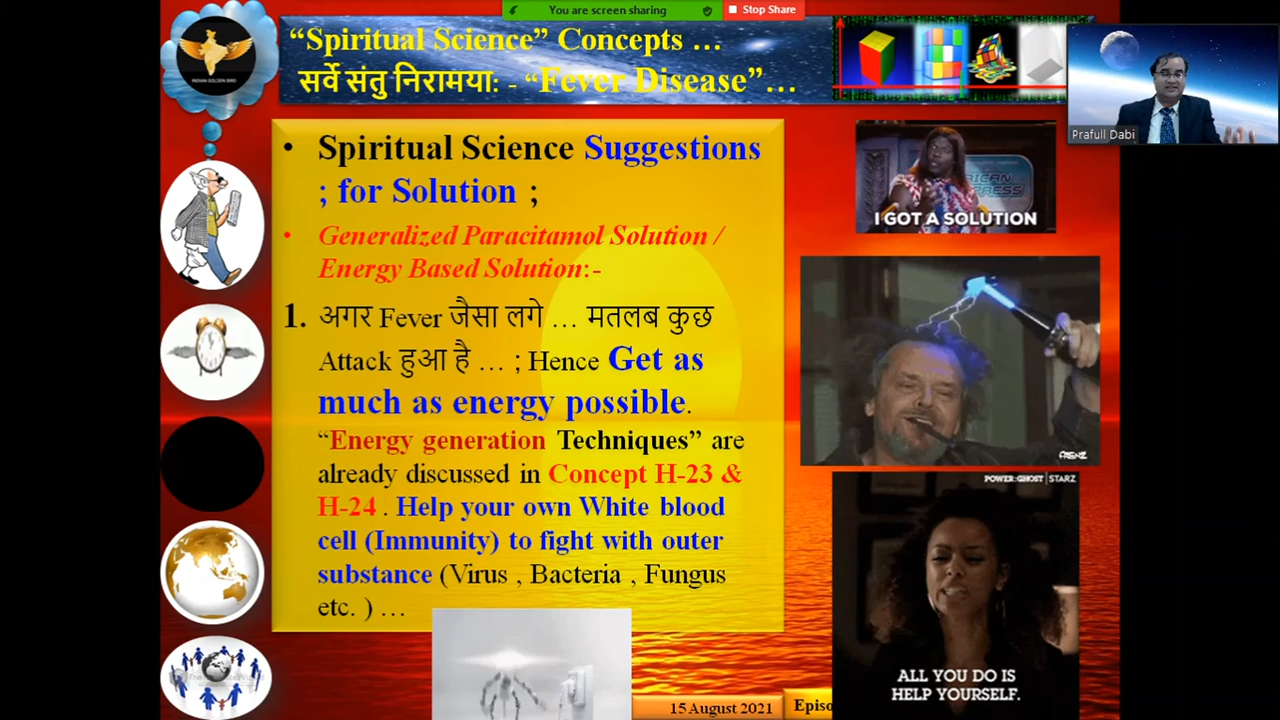 You are screen sharing
Stop Share
“Spiritual Science” Concepts …
सर्वे संतु निरामया: - “Fever Disease”…
INDIAN GOLDEN BIRD
Prafull Dabi
• Spiritual Science Suggestions
; for Solution ;
• Generalized Paracitamol Solution /
Energy Based Solution:-
1. अगर Fever जैसा लगे … मतलब कुछ
Attack हुआ है … ; Hence Get as
much as energy possible.
“Energy generation Techniques” are
already discussed in Concept H-23 &
H-24 . Help your own White blood
cell (Immunity) to fight with outer
substance (Virus , Bacteria , Fungus
etc. ) …
I GOT A SOLUTION
POWER:GHOST | STARZ
ALL YOU DO IS
HELP YOURSELF.
15 August 2021